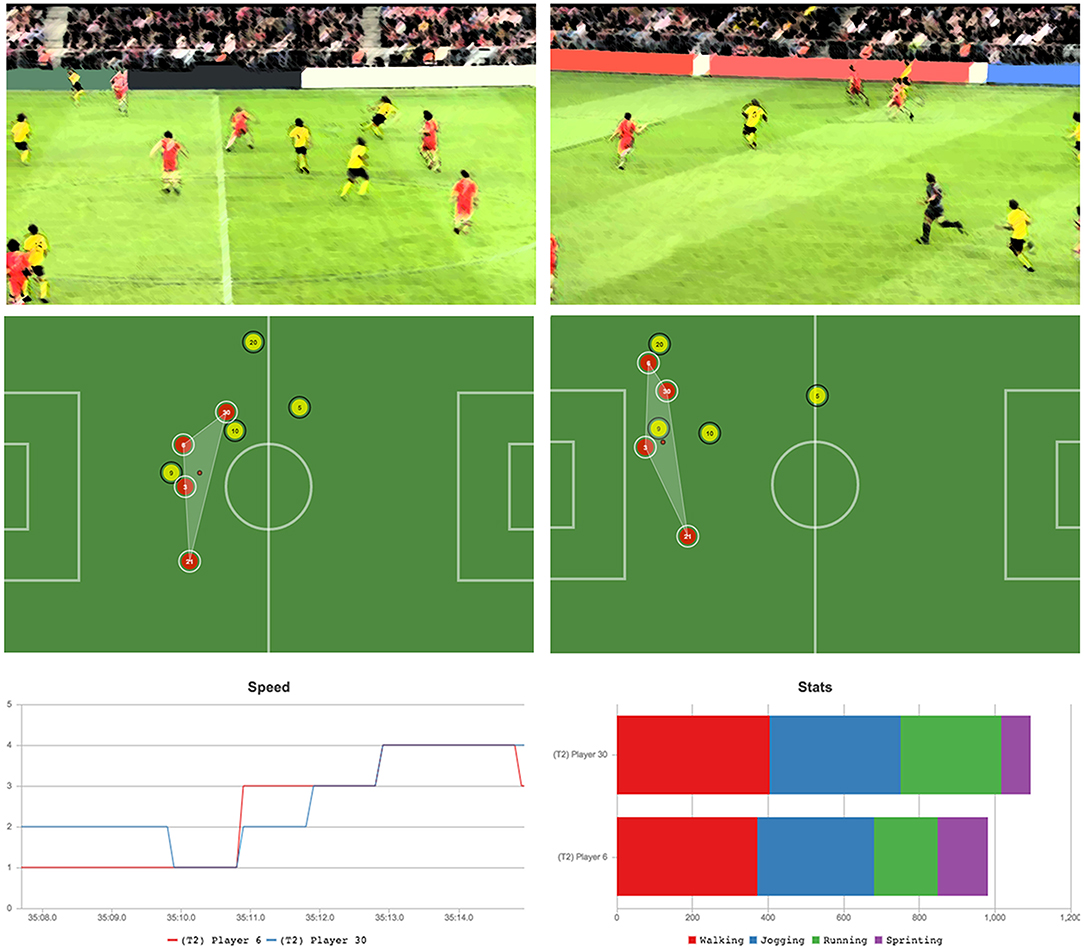 20
30
5
10
6
9
3
21
20
6
30
5
9
10
3
21
Speed
5
4
3
2
1
0
35:08.0 35:09.0 35:10.0 35:11.0 35:12.0 35:13.0 35:14.0
(T2) Player 6 (T2) Player 30
Stats
(T2) Player 30
(T2) Player 6
0 200 400 600 800 1,000 1,200
Walking Jogging Running Sprinting